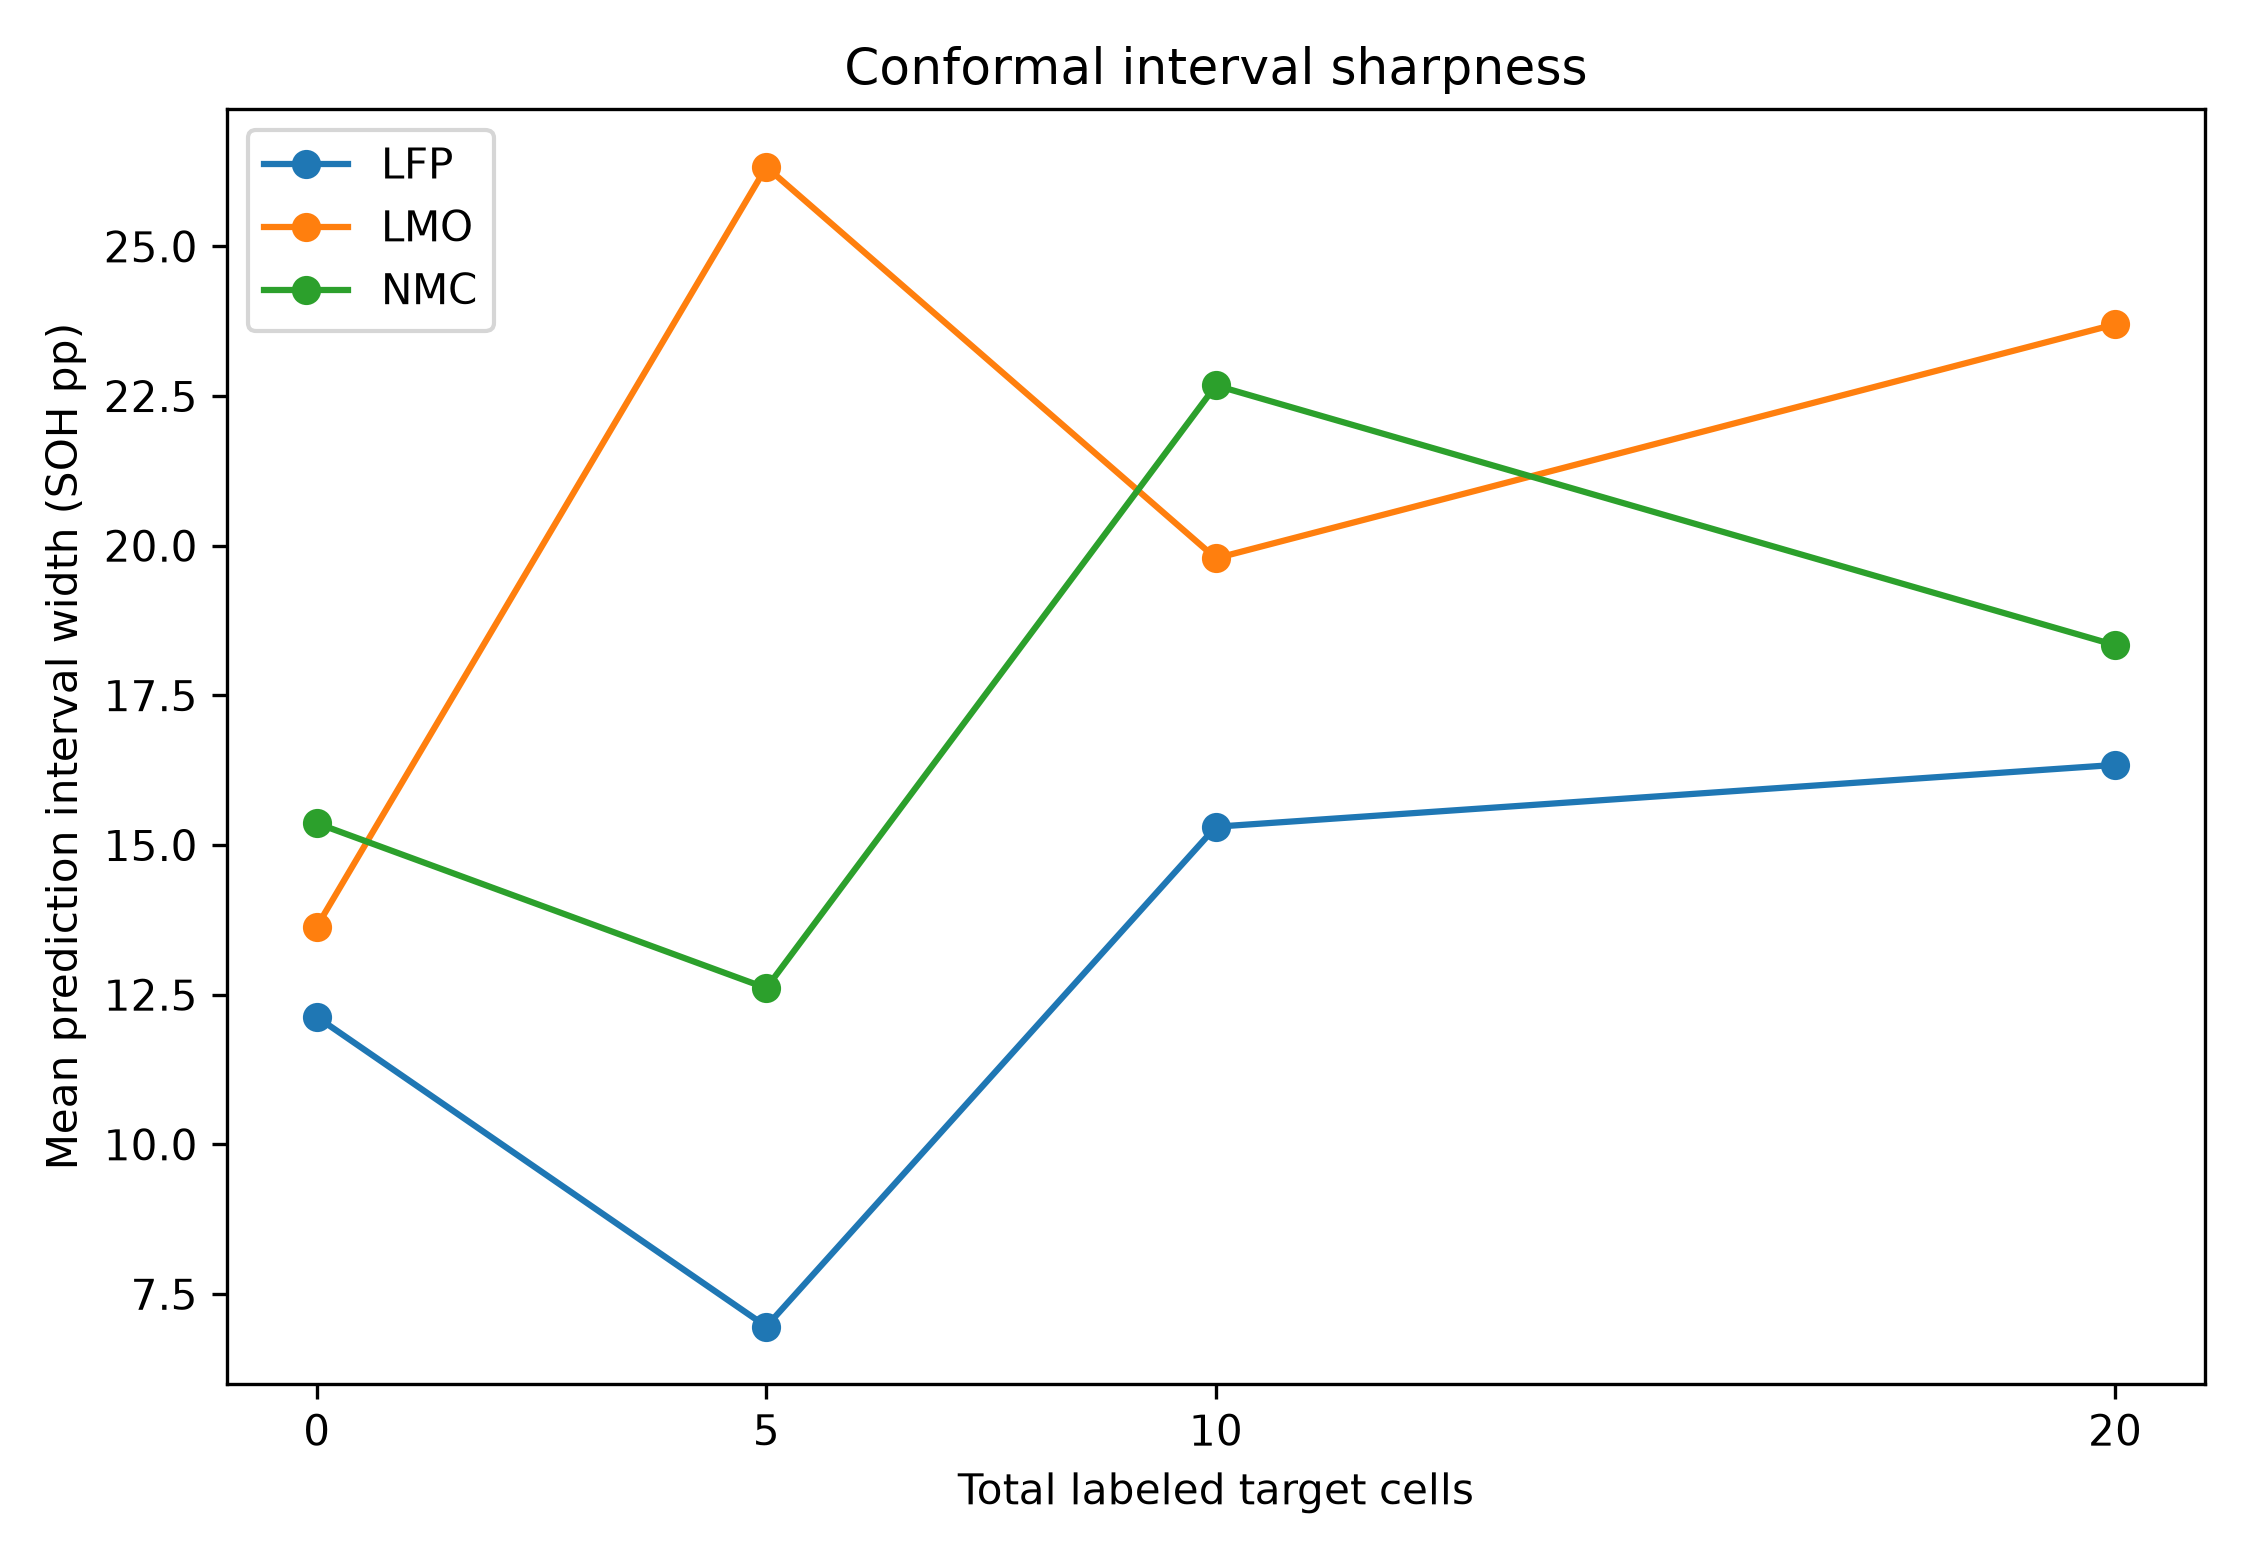 Conformal interval sharpness
LFP
LMO
NMC
Mean prediction interval width (SOH pp)
25.0
22.5
20.0
17.5
15.0
12.5
10.0
7.5
0
5
10
20
Total labeled target cells